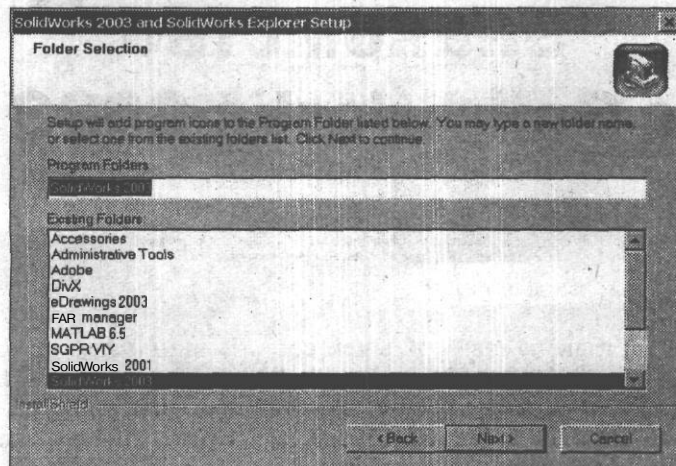 SolidWorks 2003 and SolidWorks Explorer Setup
Folder Selection
Setup will add program icons to the Program Folder listed below. You may type a new folder name,
or select one from the existing folders list. Click Next to continue.
Program Folders
SolidWorks 2003
Existing Folders:
Accessories
Administrative Tools
Adobe
DivX
eDrawings 2003
FAR manager
MATLAB 6.5
SGPR VIY
SolidWorks 2001
SolidWorks 2003
InstallShield
< Back
Next >
Cancel